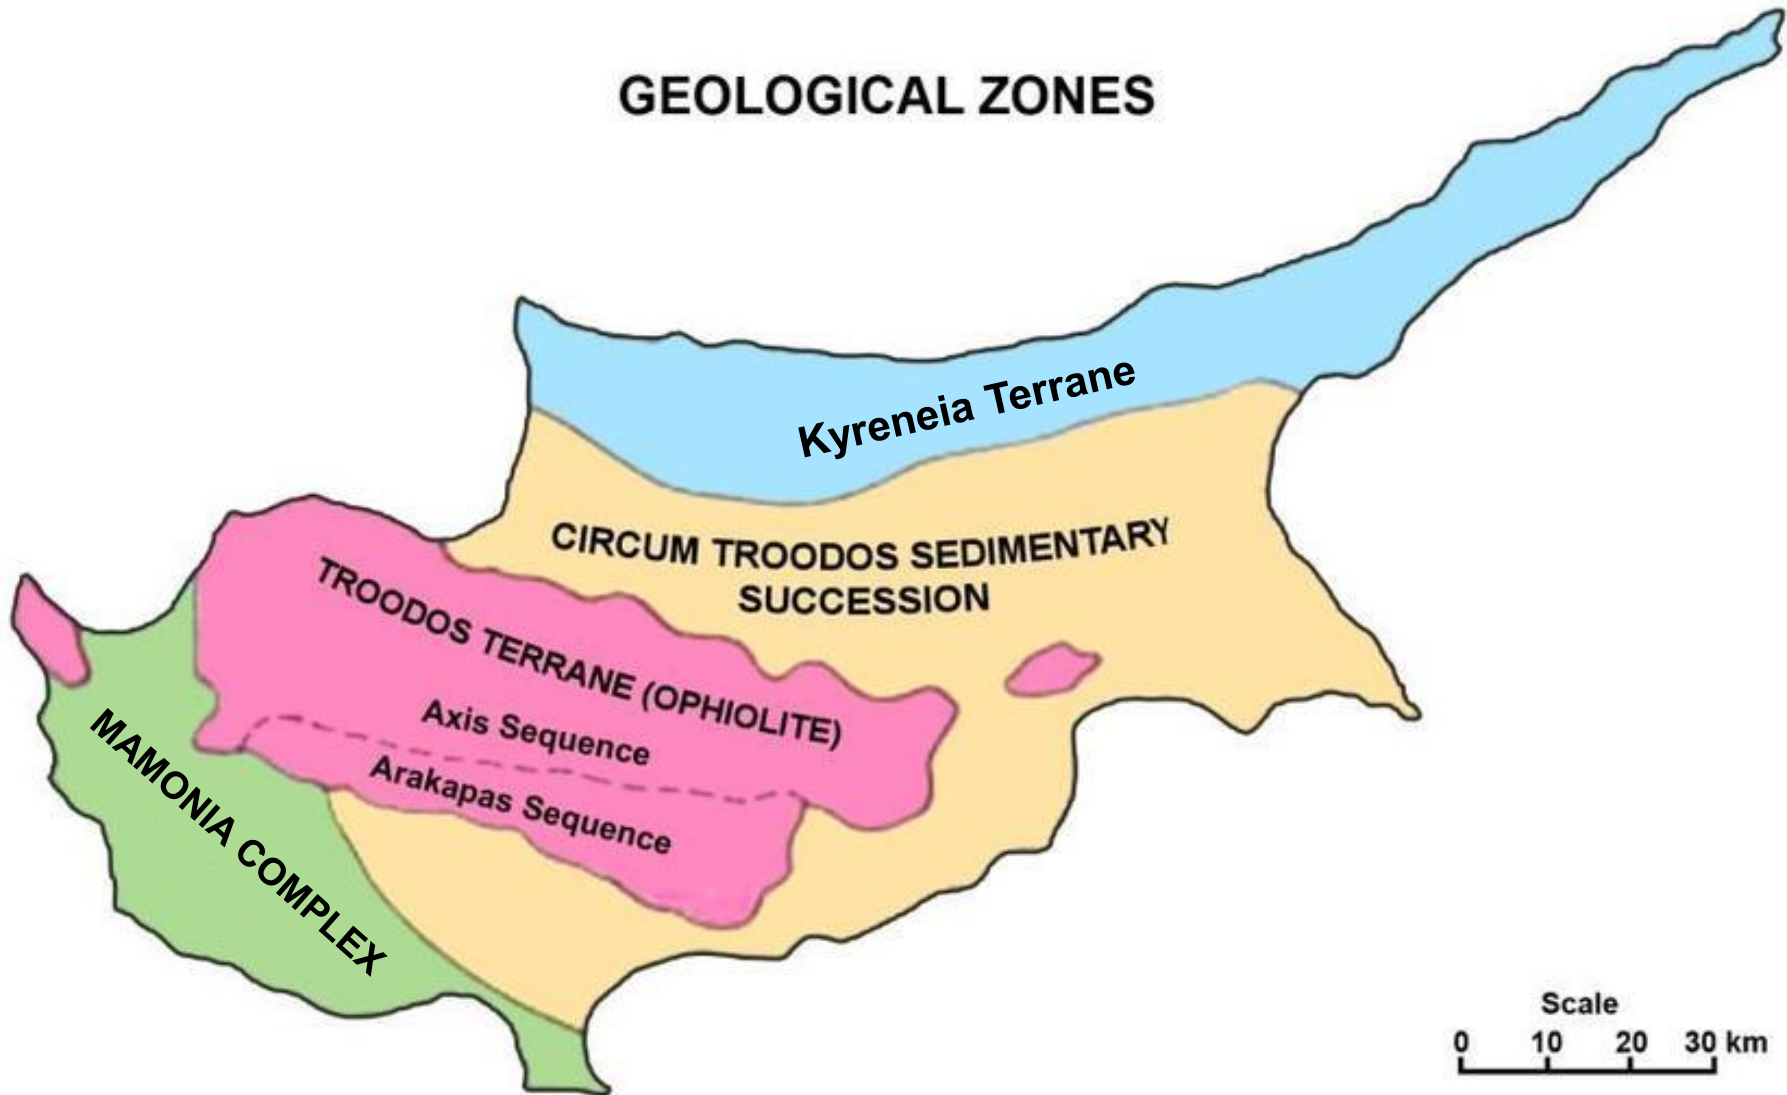 GEOLOGICAL ZONES
Kyreneia Terrane
CIRCUM TROODOS SEDIMENTARY
SUCCESSION
TROODOS TERRANE (OPHIOLITE)
Axis Sequence
Arakapas Sequence
MAMONIA COMPLEX
Scale
0 10 20 30 km